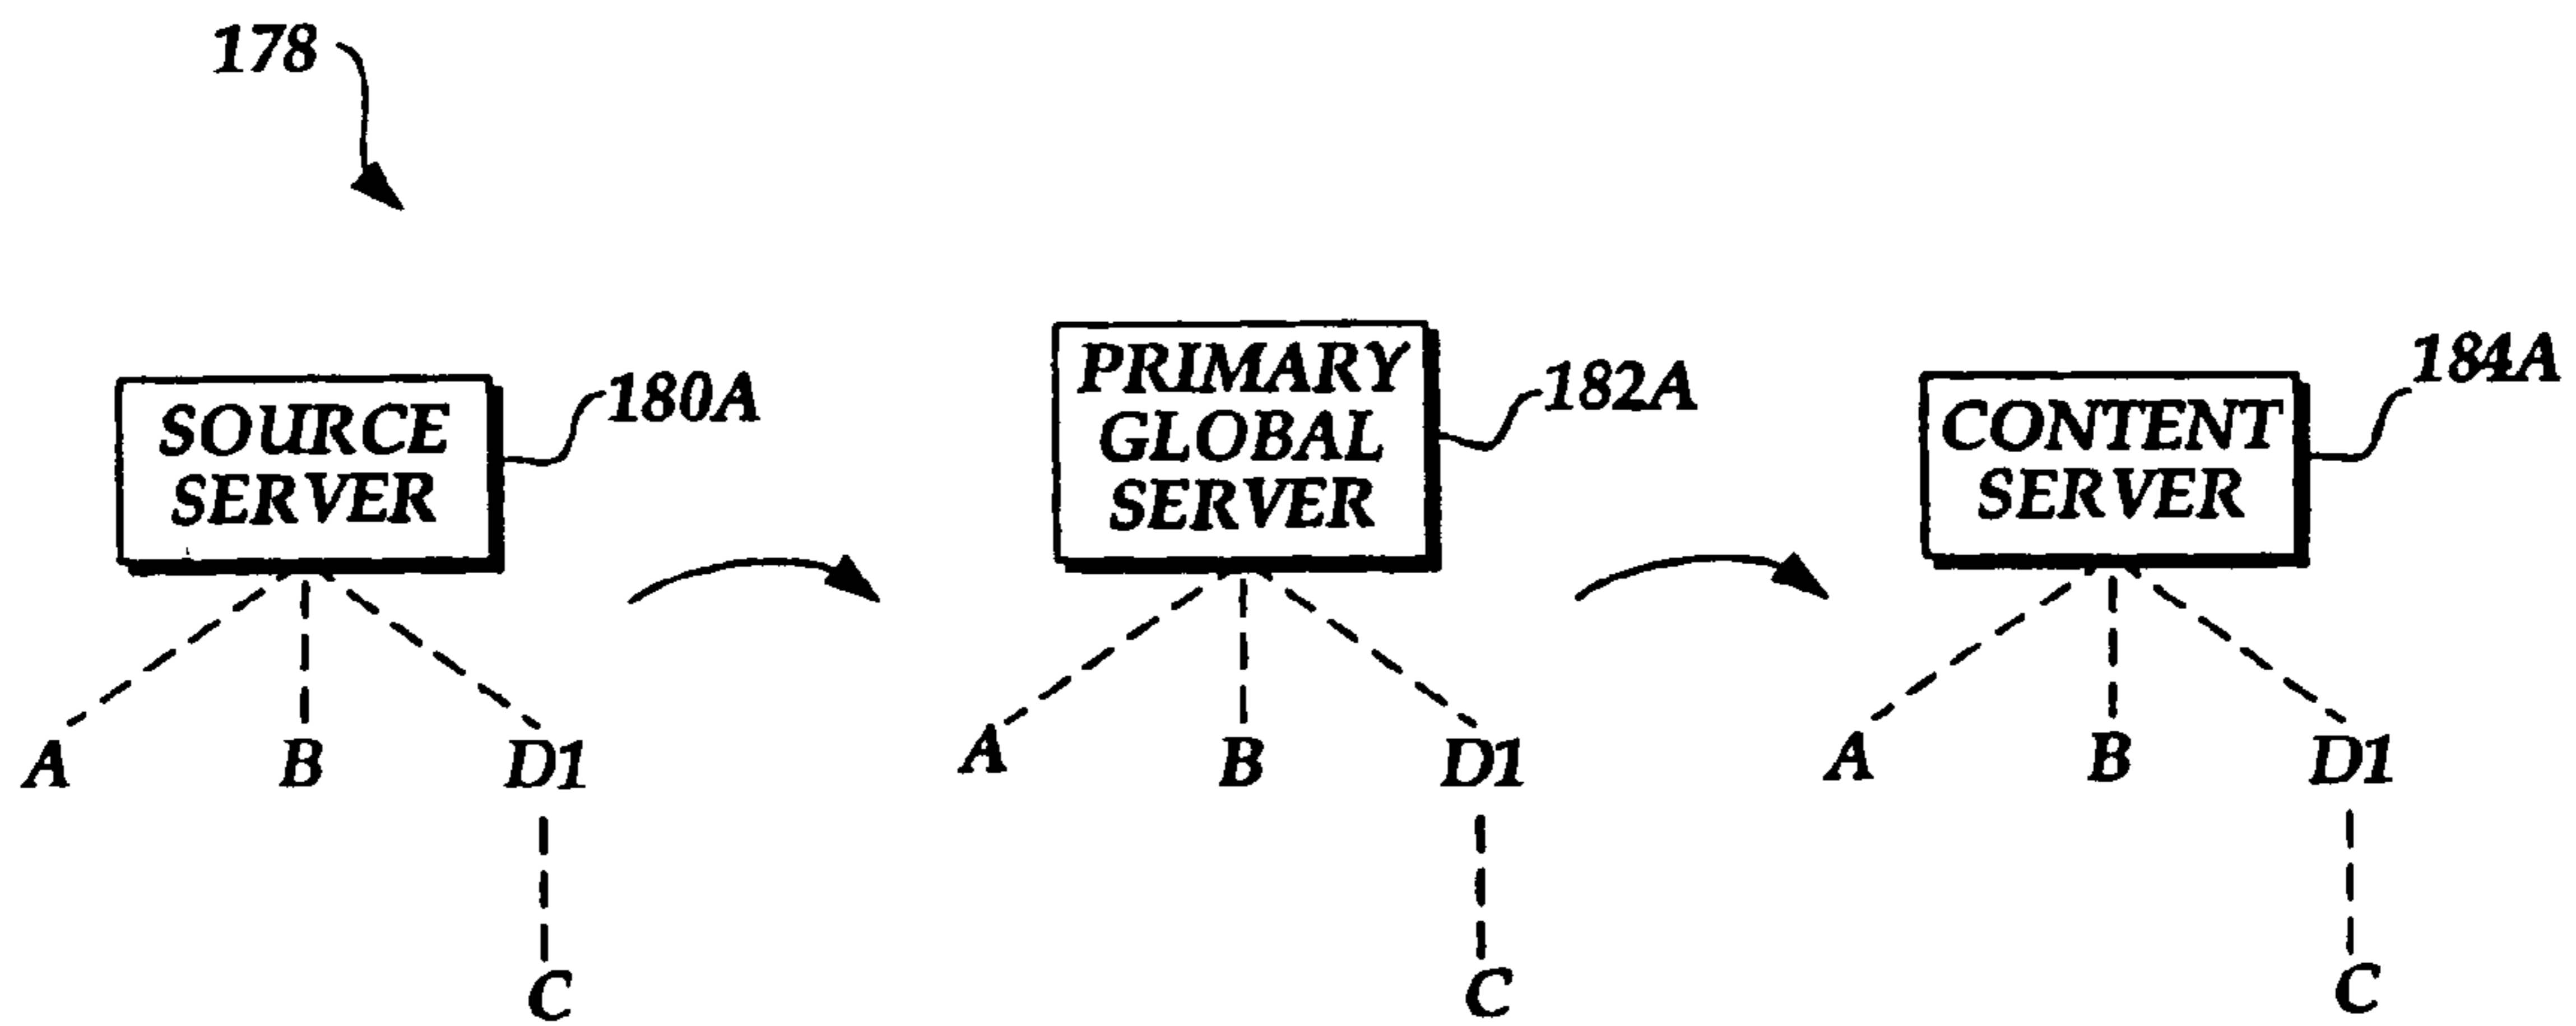 178
SOURCE
SERVER
180A
PRIMARY
GLOBAL
SERVER
182A
CONTENT
SERVER
184A
A B D1
C
A B D1
C
A B D1
C